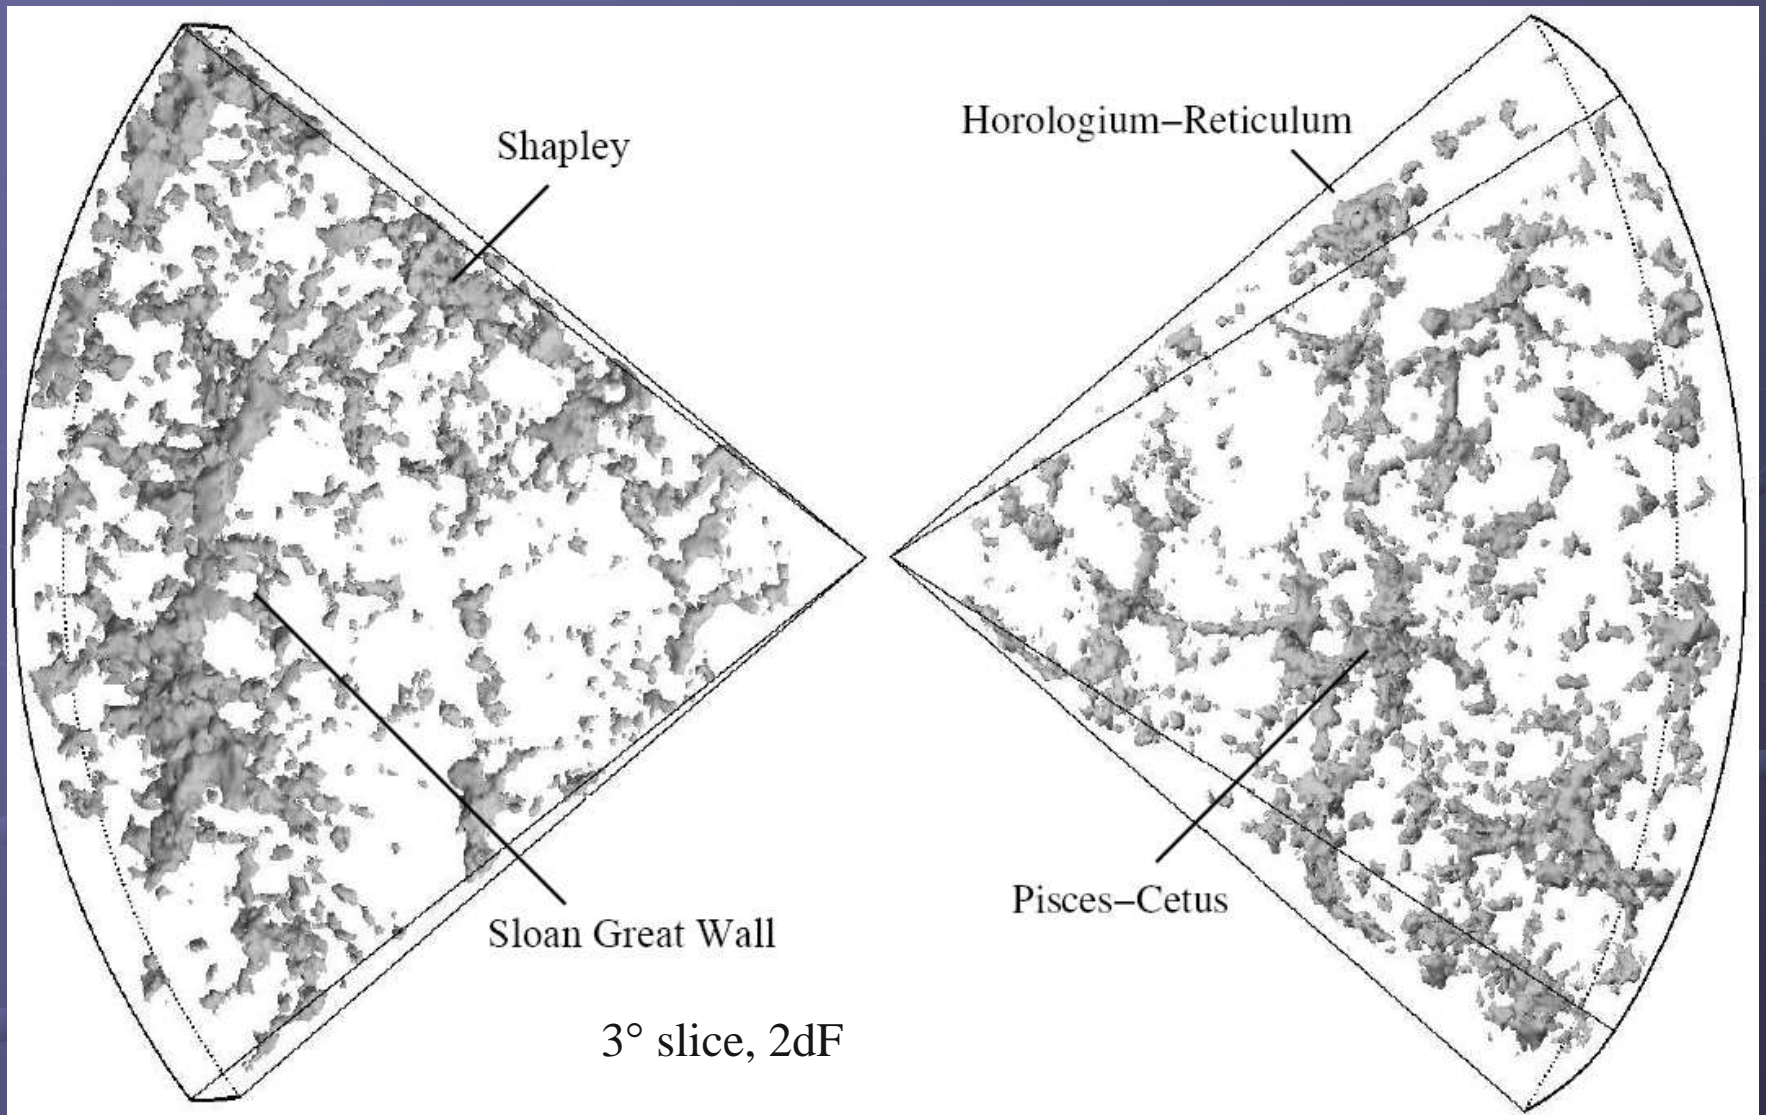 Shapley
Horologium–Reticulum
Sloan Great Wall
Pisces–Cetus
3° slice, 2dF